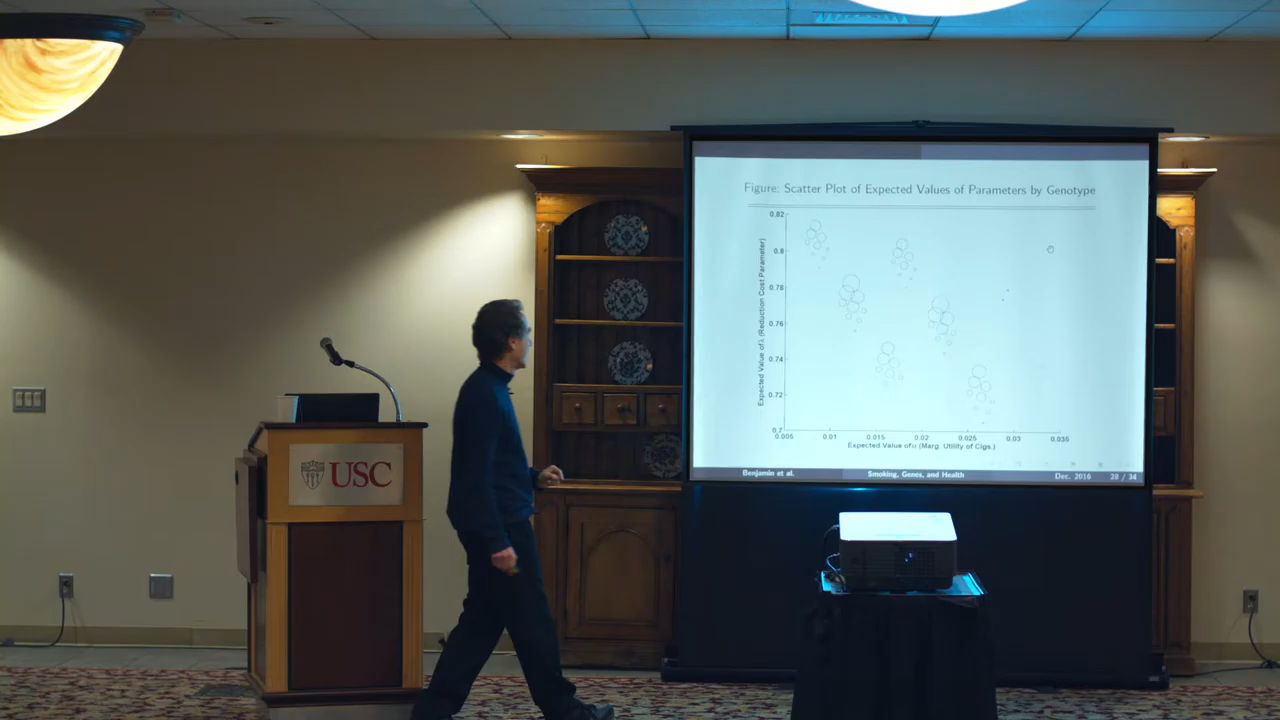 Figure: Scatter Plot of Expected Values of Parameters by Genotype
0.82
0.8
0.78
0.76
0.74
0.72
0.7
Expected Value of λ (Reduction Cost Parameter)
0.005 0.01 0.015 0.02 0.025 0.03 0.035
Expected Value of υ (Marg. Utility of Cigs.)
Benjamin et al. Smoking, Genes, and Health Dec. 2016 28 / 34
USC